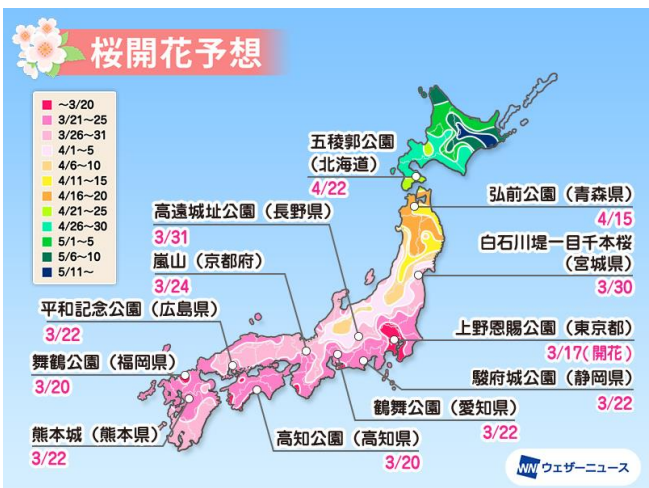 桜開花予想
～3/20
3/21～25
3/26～31
4/1～5
4/6～10
4/11～15
4/16～20
4/21～25
4/26～30
5/1～5
5/6～10
5/11～
五稜郭公園
(北海道)
4/22
弘前公園（青森県）
4/15
高遠城址公園（長野県）
3/31
白石川堤一目千本桜
（宮城県）
3/30
嵐山（京都府）
3/24
平和記念公園（広島県）
3/22
上野恩賜公園（東京都）
3/17(開花)
舞鶴公園（福岡県）
3/20
駿府城公園（静岡県）
3/22
鶴舞公園（愛知県）
3/22
熊本城（熊本県）
3/22
高知公園（高知県）
3/20
WNI ウェザーニュース